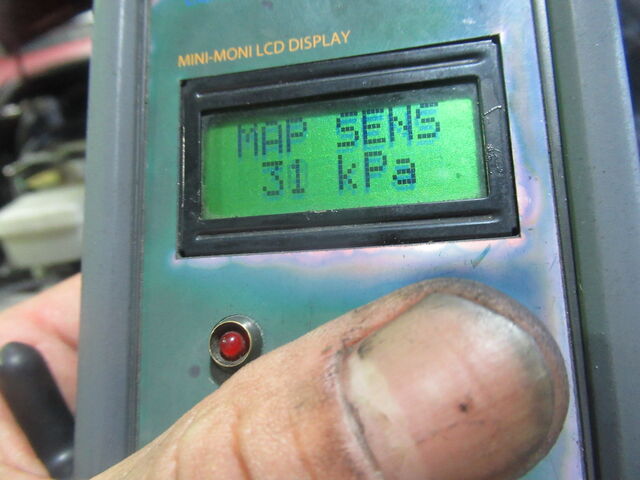 MINI-MONI LCD DISPLAY
MAP SENS
31 kPa